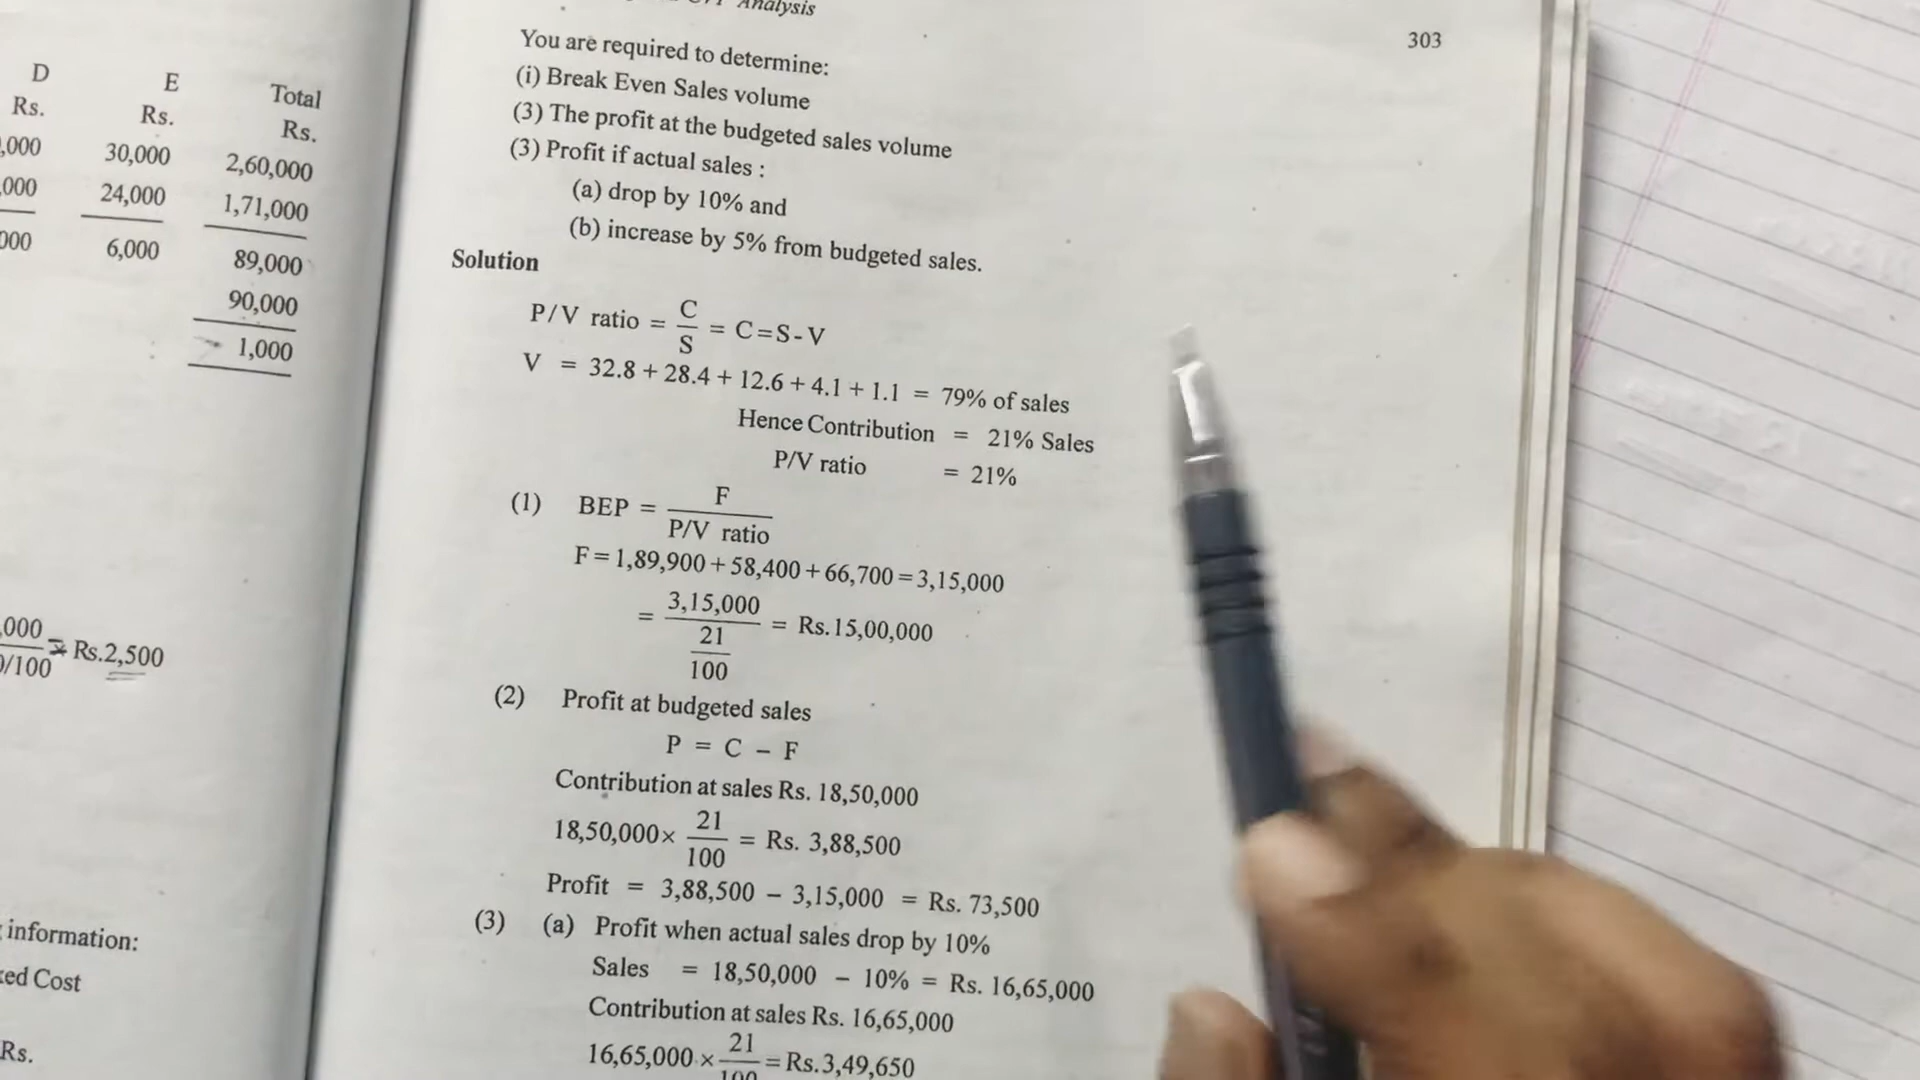 D E Total
Rs. Rs. Rs.
,000 30,000 2,60,000
000 24,000 1,71,000
000 6,000 89,000
90,000
1,000
000
0/100 = Rs.2,500
information:
ed Cost
Rs.
Analysis
303
You are required to determine:
(i) Break Even Sales volume
(3) The profit at the budgeted sales volume
(3) Profit if actual sales :
(a) drop by 10% and
(b) increase by 5% from budgeted sales.
Solution
P/V ratio = C/S = C=S-V
V = 32.8 + 28.4 + 12.6 + 4.1 + 1.1 = 79% of sales
Hence Contribution = 21% Sales
P/V ratio = 21%
(1) BEP = F / P/V ratio
F = 1,89,900 + 58,400 + 66,700 = 3,15,000
= 3,15,000 / 21/100 = Rs.15,00,000
(2) Profit at budgeted sales
P = C – F
Contribution at sales Rs. 18,50,000
18,50,000× 21/100 = Rs. 3,88,500
Profit = 3,88,500 – 3,15,000 = Rs. 73,500
(3) (a) Profit when actual sales drop by 10%
Sales = 18,50,000 – 10% = Rs. 16,65,000
Contribution at sales Rs. 16,65,000
16,65,000 × 21/100 = Rs.3,49,650